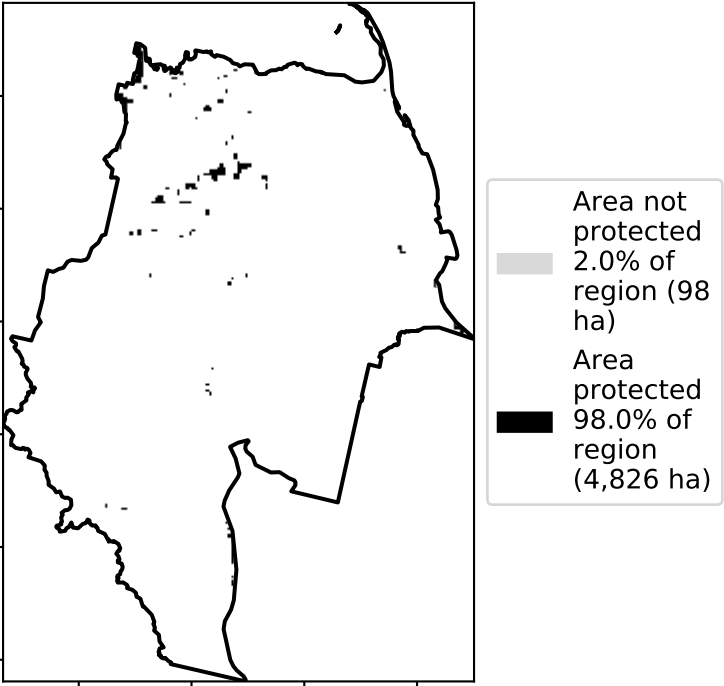 Area not
protected
2.0% of
region (98
ha)
Area
protected
98.0% of
region
(4,826 ha)